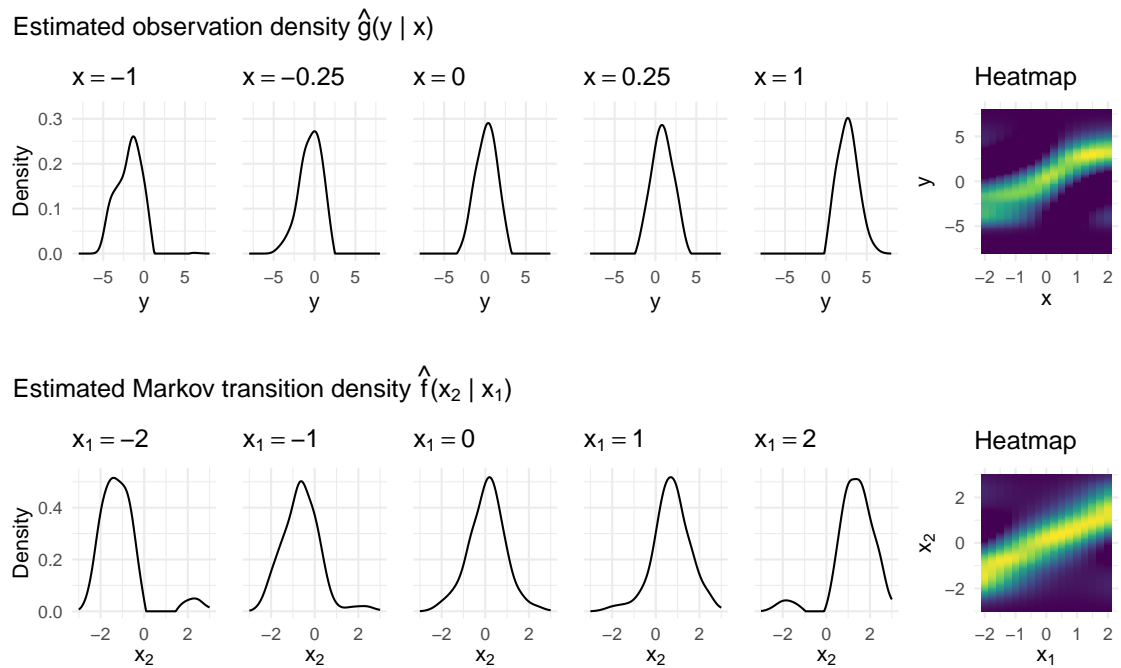 Estimated observation density ĝ(y | x)
x = −1
x = −0.25
x = 0
x = 0.25
x = 1
Heatmap
Density
0.3
0.2
0.1
0.0
−5 0 5
−5 0 5
−5 0 5
−5 0 5
−5 0 5
y
y
y
y
y
y
5
0
−5
−2 −1 0 1 2
x
Estimated Markov transition density f̂(x₂ | x₁)
x₁ = −2
x₁ = −1
x₁ = 0
x₁ = 1
x₁ = 2
Heatmap
Density
0.4
0.2
0.0
−2 0 2
−2 0 2
−2 0 2
−2 0 2
−2 0 2
x₂
x₂
x₂
x₂
x₂
x₂
2
0
−2
−2 −1 0 1 2
x₁